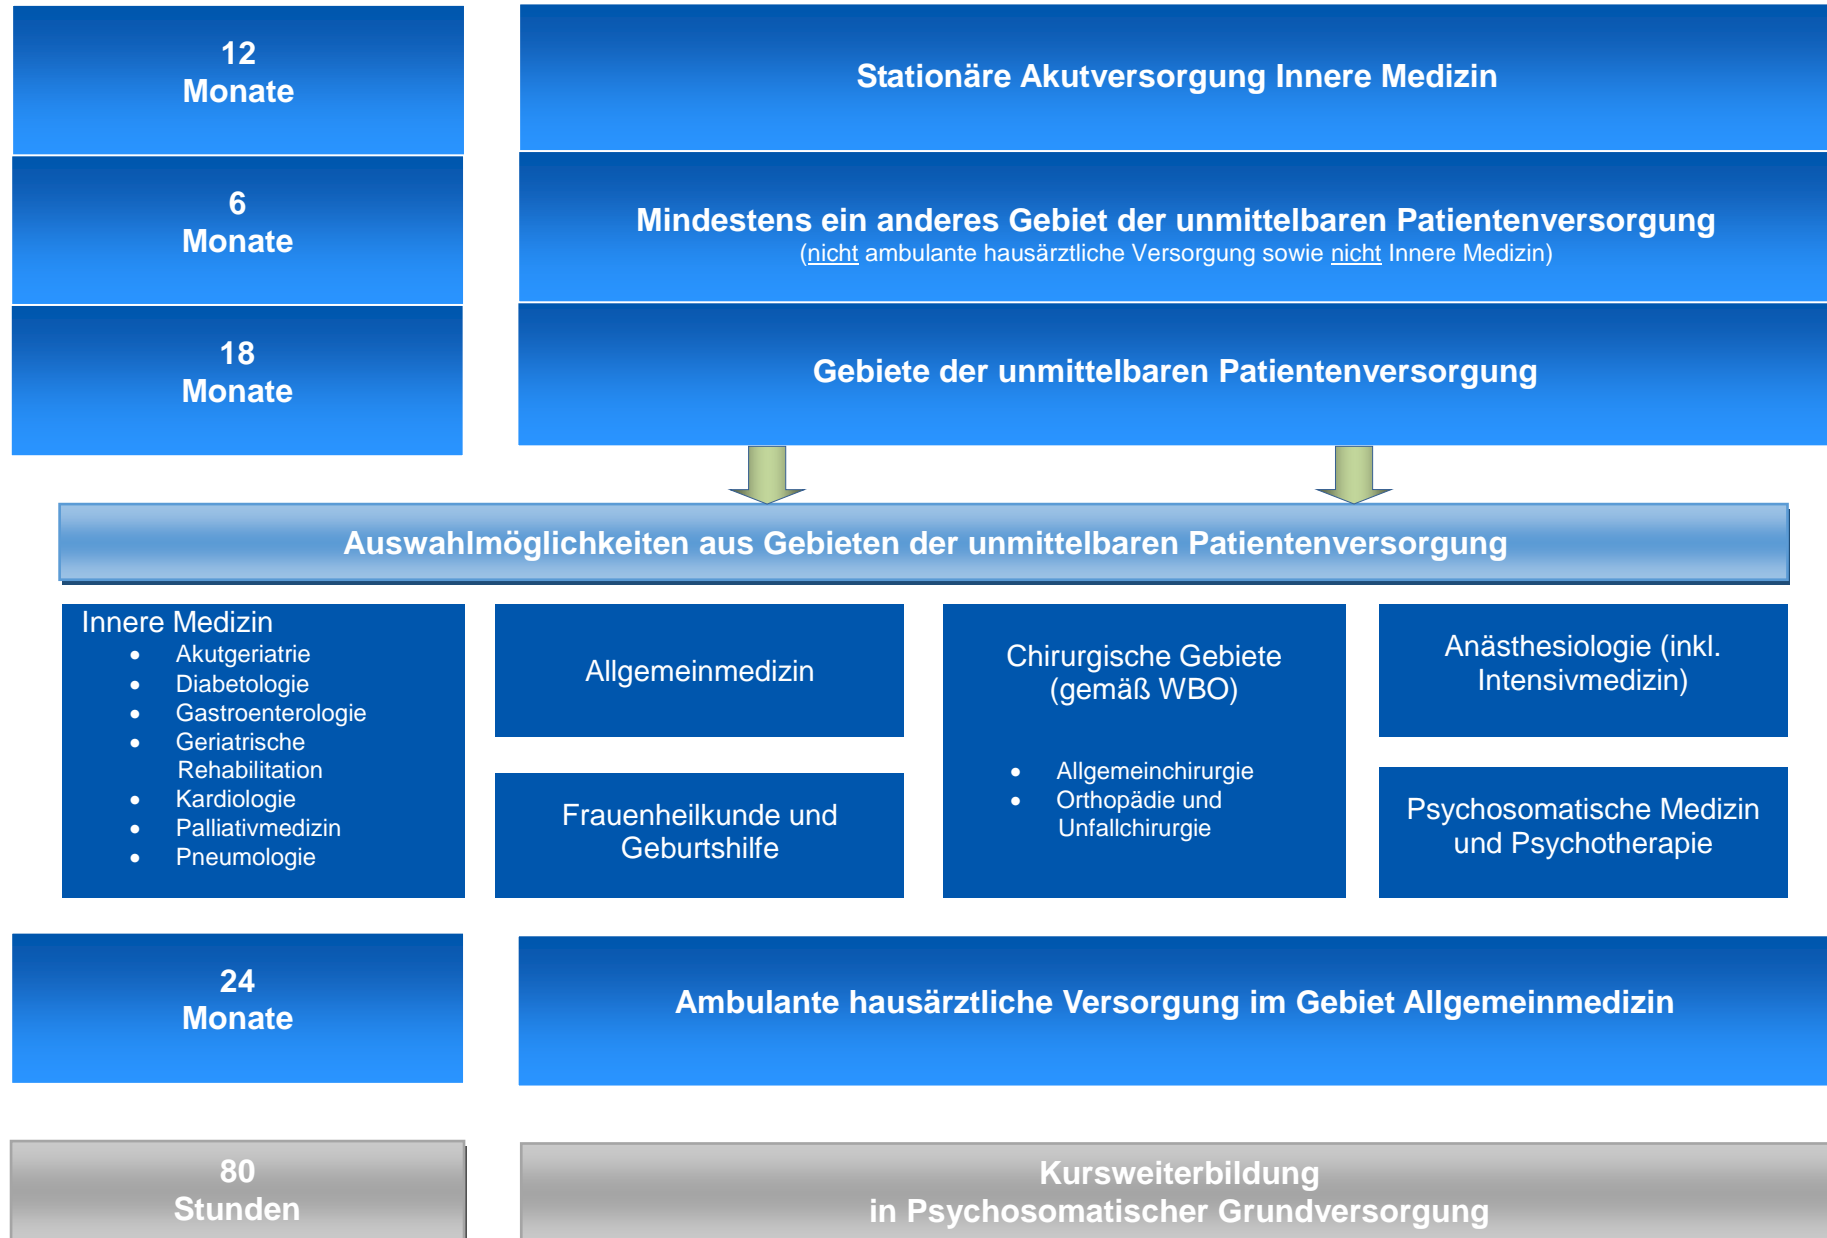 12
Monate
Stationäre Akutversorgung Innere Medizin
6
Monate
Mindestens ein anderes Gebiet der unmittelbaren Patientenversorgung
(nicht ambulante hausärztliche Versorgung sowie nicht Innere Medizin)
18
Monate
Gebiete der unmittelbaren Patientenversorgung
Auswahlmöglichkeiten aus Gebieten der unmittelbaren Patientenversorgung
Innere Medizin
• Akutgeriatrie
• Diabetologie
• Gastroenterologie
• Geriatrische
Rehabilitation
• Kardiologie
• Palliativmedizin
• Pneumologie
Allgemeinmedizin
Frauenheilkunde und
Geburtshilfe
Chirurgische Gebiete
(gemäß WBO)
• Allgemeinchirurgie
• Orthopädie und
Unfallchirurgie
Anästhesiologie (inkl.
Intensivmedizin)
Psychosomatische Medizin
und Psychotherapie
24
Monate
Ambulante hausärztliche Versorgung im Gebiet Allgemeinmedizin
80
Stunden
Kursweiterbildung
in Psychosomatischer Grundversorgung